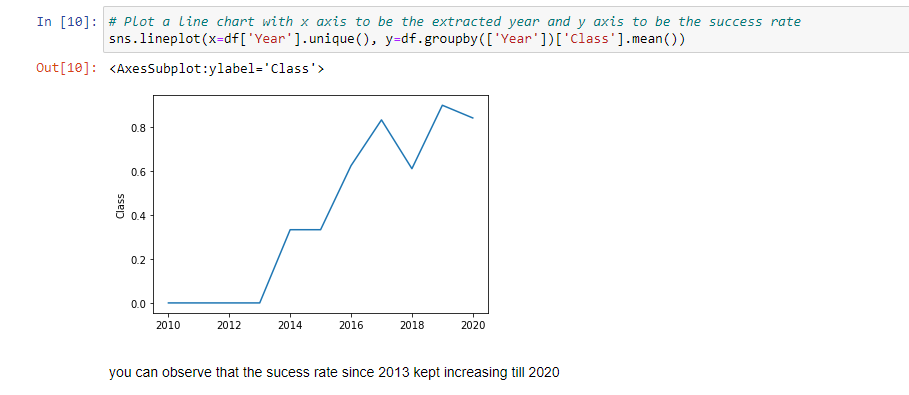 In [10]: # Plot a line chart with x axis to be the extracted year and y axis to be the success rate
sns.lineplot(x=df['Year'].unique(), y=df.groupby(['Year'])['Class'].mean())
Out[10]: <AxesSubplot:ylabel='Class'>
0.8
0.6
Class
0.4
0.2
0.0
2010 2012 2014 2016 2018 2020
you can observe that the sucess rate since 2013 kept increasing till 2020